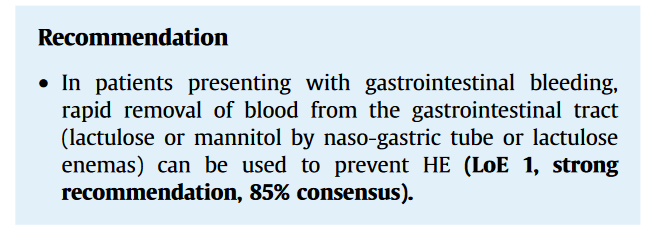 Recommendation
• In patients presenting with gastrointestinal bleeding,
rapid removal of blood from the gastrointestinal tract
(lactulose or mannitol by naso-gastric tube or lactulose
enemas) can be used to prevent HE (LoE 1, strong
recommendation, 85% consensus).